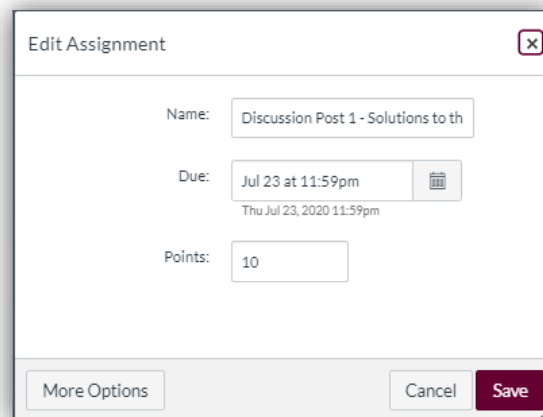 Edit Assignment
Name: Discussion Post 1 - Solutions to th
Due: Jul 23 at 11:59pm
Thu Jul 23, 2020 11:59pm
Points: 10
More Options Cancel Save